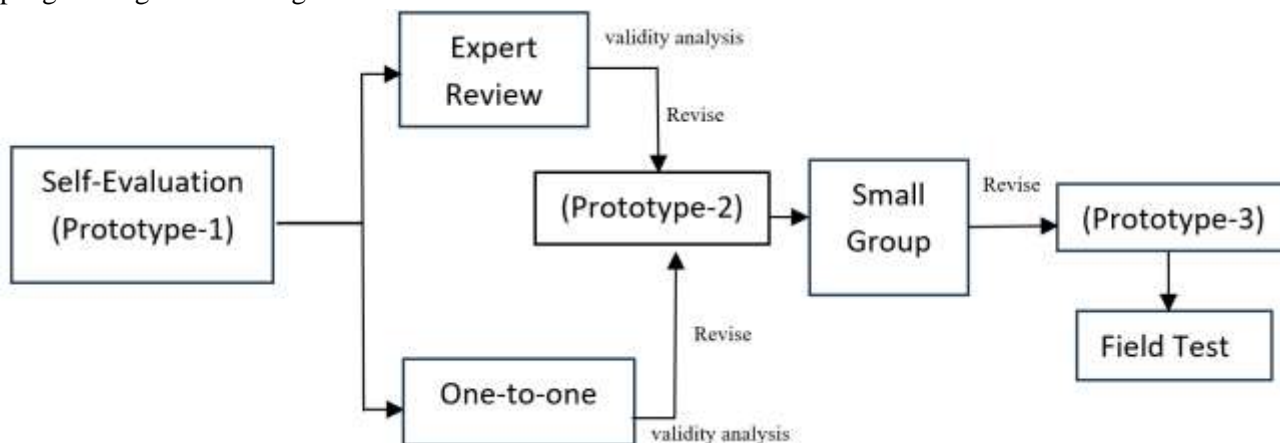 Expert
Review
validity analysis
Revise
Self-Evaluation
(Prototype-1)
(Prototype-2)
Small
Group
Revise
(Prototype-3)
Field Test
Revise
One-to-one
validity analysis